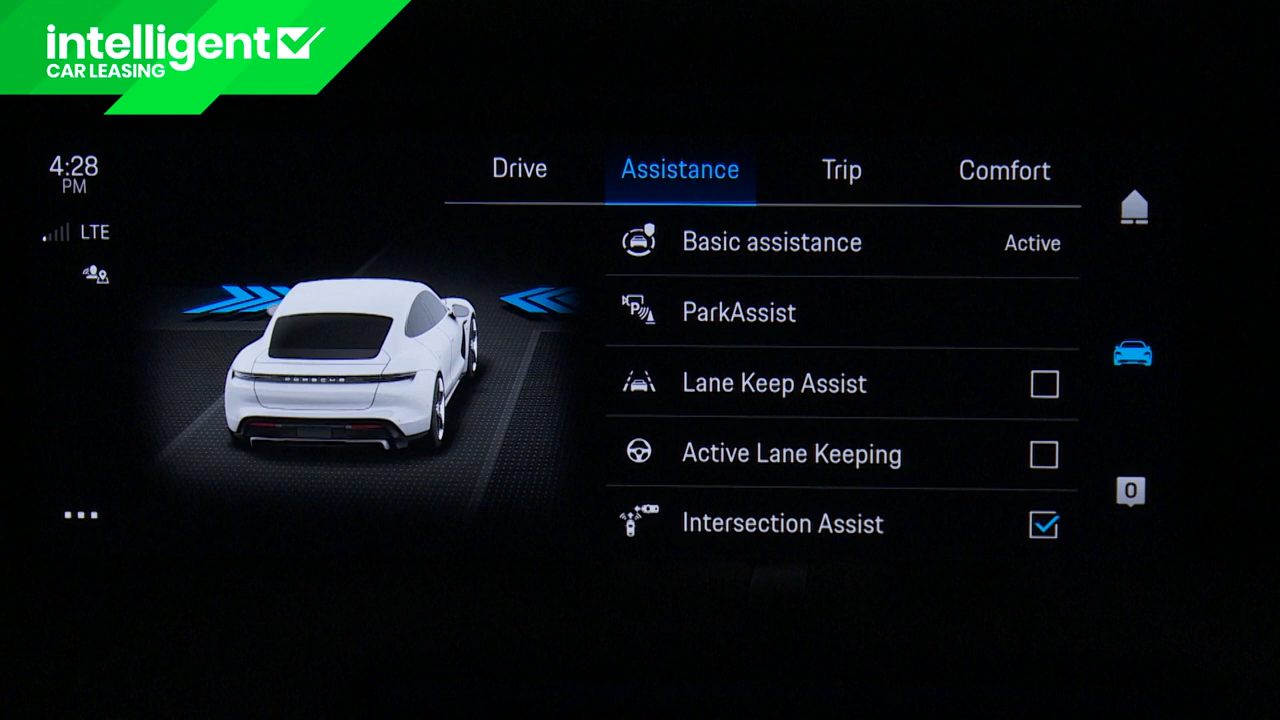 intelligent
CAR LEASING
4:28
PM
LTE
Drive
Assistance
Trip
Comfort
Basic assistance
Active
ParkAssist
P
Lane Keep Assist
Active Lane Keeping
Intersection Assist
0
PORSCHE